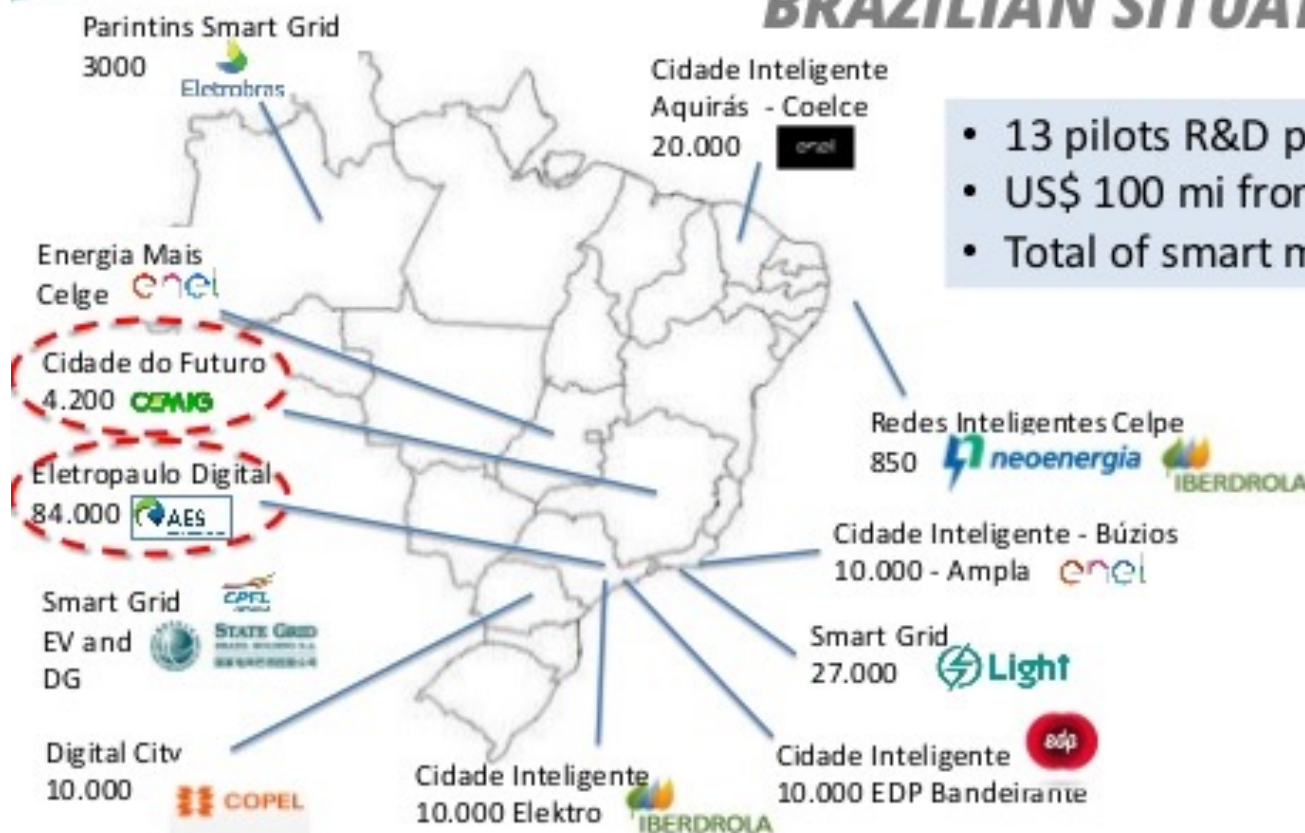 BRAZILIAN SITUAT
Parintins Smart Grid
3000
Eletrobras
Cidade Inteligente
Aquirás - Coelce
20.000
enel
• 13 pilots R&D p
• US$ 100 mi fron
• Total of smart m
Energia Mais
Celge enel
Cidade do Futuro
4.200 CEMIG
Eletropaulo Digital
84.000 AES
Redes Inteligentes Celpe
850 neoenergia
IBERDROLA
Cidade Inteligente - Búzios
10.000 - Ampla enel
Smart Grid
EV and
DG
CPFL
STATE GRID
Smart Grid
27.000 Light
Digital City
10.000
COPEL
Cidade Inteligente
10.000 Elektro
IBERDROLA
Cidade Inteligente
edp
10.000 EDP Bandeirante